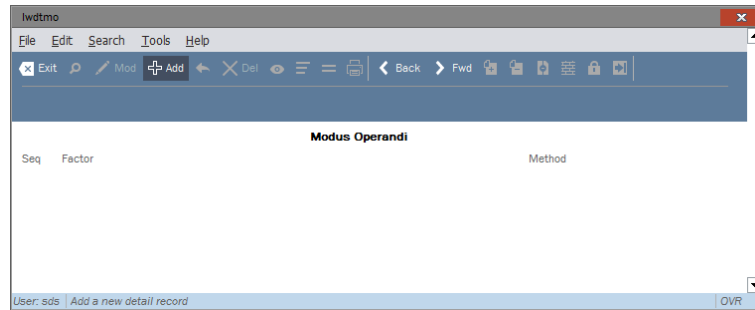 lwdtmo
File Edit Search Tools Help
Exit Mod Add Del Back Fwd
Modus Operandi
Seq Factor Method
User: sds Add a new detail record OVR